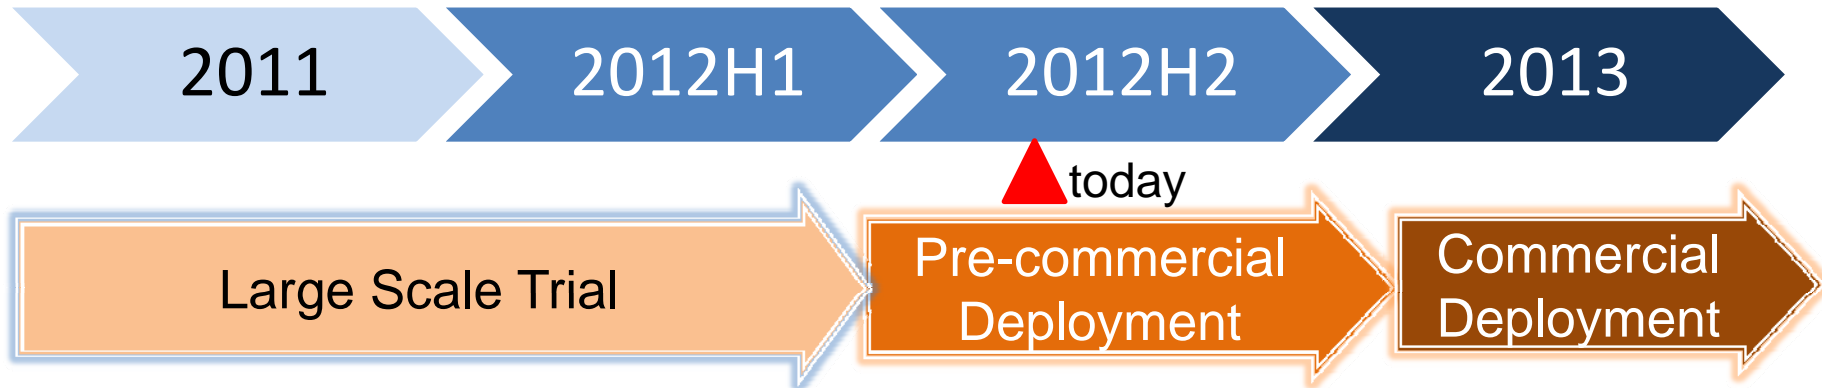 2011
2012H1
2012H2
2013
today
Large Scale Trial
Pre-commercial
Deployment
Commercial
Deployment